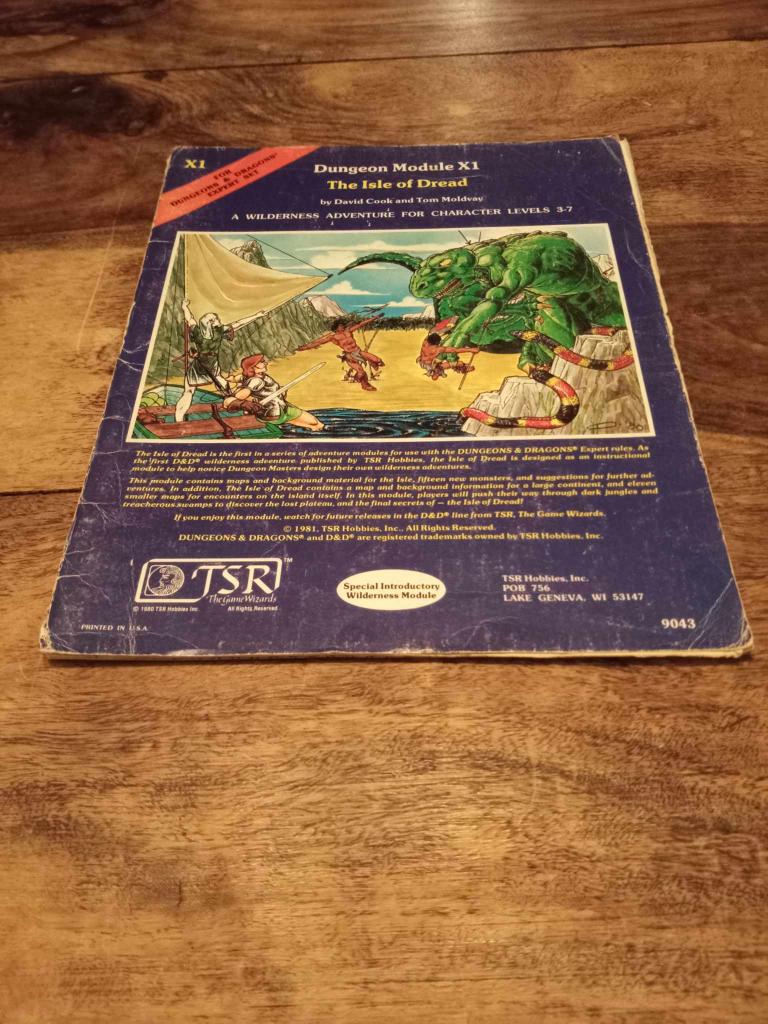 X1
FOR
DUNGEONS & DRAGONS®
EXPERT SET
Dungeon Module X1
The Isle of Dread
by David Cook and Tom Moldvay
A WILDERNESS ADVENTURE FOR CHARACTER LEVELS 3-7
The Isle of Dread is the first in a series of adventure modules for use with the DUNGEONS & DRAGONS® Expert rules. As
the first D&D® wilderness adventure published by TSR Hobbies, the Isle of Dread is designed as an instructional
module to help novice Dungeon Masters design their own wilderness adventures.
This module contains maps and background material for the Isle, fifteen new monsters, and suggestions for further ad-
ventures. In addition, The Isle of Dread contains a map and background information for a large continent, and eleven
smaller maps for encounters on the island itself. In this module, players will push their way through dark jungles and
treacherous swamps to discover the lost plateau, and the final secrets of — the Isle of Dread!
If you enjoy this module, watch for future releases in the D&D® line from TSR, The Game Wizards.
© 1981, TSR Hobbies, Inc., All Rights Reserved.
DUNGEONS & DRAGONS® and D&D® are registered trademarks owned by TSR Hobbies, Inc.
TSR™
The Game Wizards
© 1980 TSR Hobbies Inc. All Rights Reserved
Special Introductory
Wilderness Module
TSR Hobbies, Inc.
POB 756
LAKE GENEVA, WI 53147
PRINTED IN U.S.A.
9043